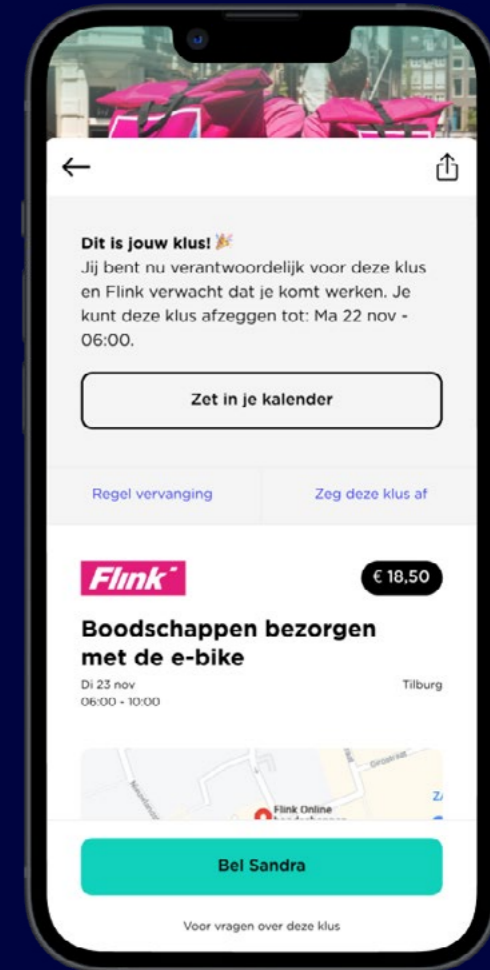 Dit is jouw klus! 🎉
Jij bent nu verantwoordelijk voor deze klus
en Flink verwacht dat je komt werken. Je
kunt deze klus afzeggen tot: Ma 22 nov -
06:00.
Zet in je kalender
Regel vervanging
Zeg deze klus af
Flink
€ 18,50
Boodschappen bezorgen
met de e-bike
Di 23 nov
Tilburg
06:00 - 10:00
Flink Online
Bel Sandra
Voor vragen over deze klus